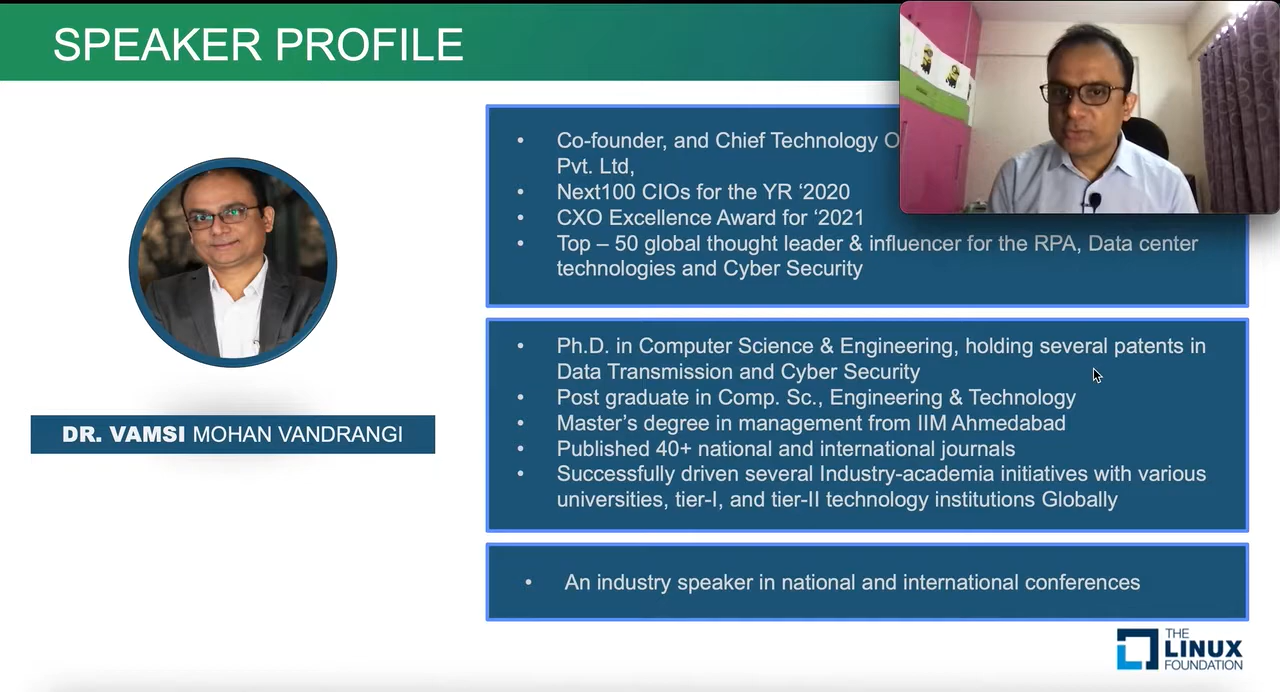 SPEAKER PROFILE
• Co-founder, and Chief Technology O
Pvt. Ltd,
• Next100 CIOs for the YR ‘2020
• CXO Excellence Award for ‘2021
• Top – 50 global thought leader & influencer for the RPA, Data center
technologies and Cyber Security
• Ph.D. in Computer Science & Engineering, holding several patents in
Data Transmission and Cyber Security
• Post graduate in Comp. Sc., Engineering & Technology
• Master’s degree in management from IIM Ahmedabad
• Published 40+ national and international journals
• Successfully driven several Industry-academia initiatives with various
universities, tier-I, and tier-II technology institutions Globally
• An industry speaker in national and international conferences
DR. VAMSI MOHAN VANDRANGI
THE
LINUX
FOUNDATION